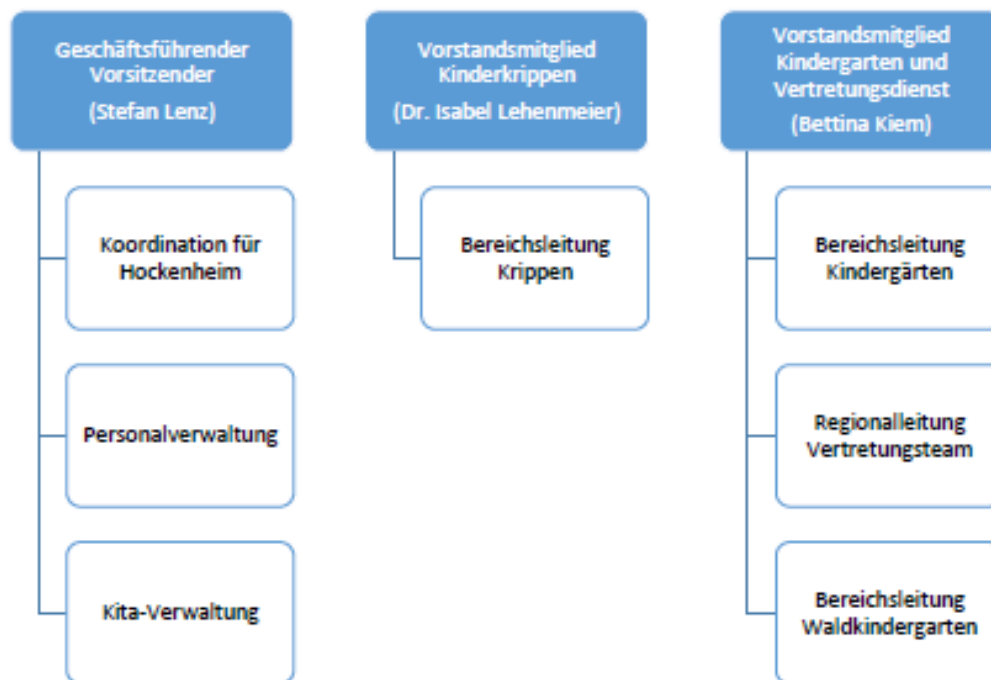 Geschäftsführender
Vorsitzender
(Stefan Lenz)
Koordination für
Hockenheim
Personalverwaltung
Kita-Verwaltung
Vorstandsmitglied
Kinderkrippen
(Dr. Isabel Lehenmeier)
Bereichsleitung
Krippen
Vorstandsmitglied
Kindergarten und
Vertretungsdienst
(Bettina Kiem)
Bereichsleitung
Kindergärten
Regionalleitung
Vertretungsteam
Bereichsleitung
Waldkindergarten